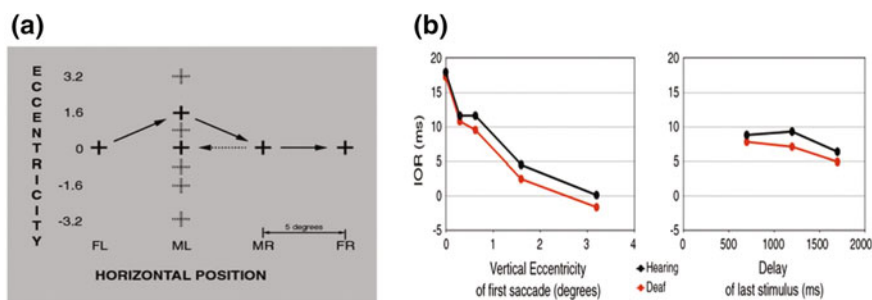 (a)
ECCENTRICITY
3.2
1.6
0
-1.6
-3.2
5 degrees
FL ML MR FR
HORIZONTAL POSITION
(b)
IOR (ms)
20
15
10
5
0
-5
0 1 2 3 4
Vertical Eccentricity
of first saccade (degrees)
Hearing
Deaf
20
15
10
5
0
-5
0 500 1000 1500 2000
Delay
of last stimulus (ms)